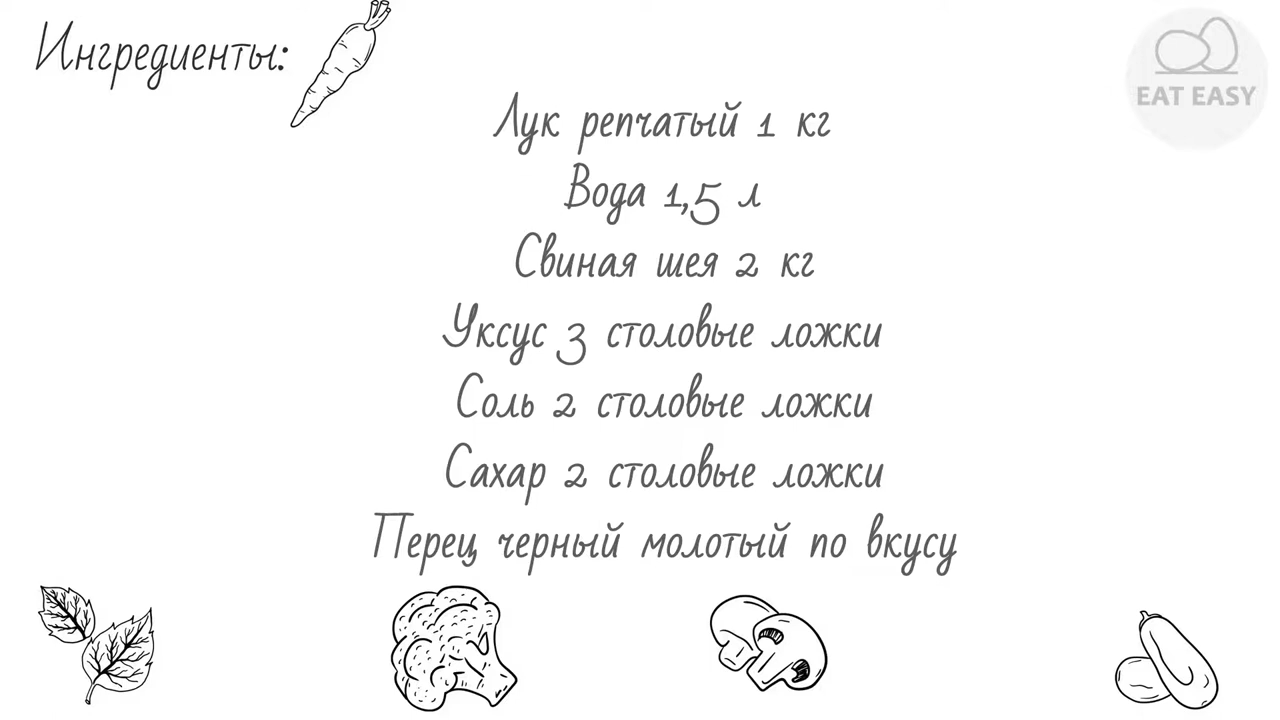 Ингредиенты:
EAT EASY
Лук репчатый 1 кг
Вода 1,5 л
Свиная шея 2 кг
Уксус 3 столовые ложки
Соль 2 столовые ложки
Сахар 2 столовые ложки
Перец черный молотый по вкусу